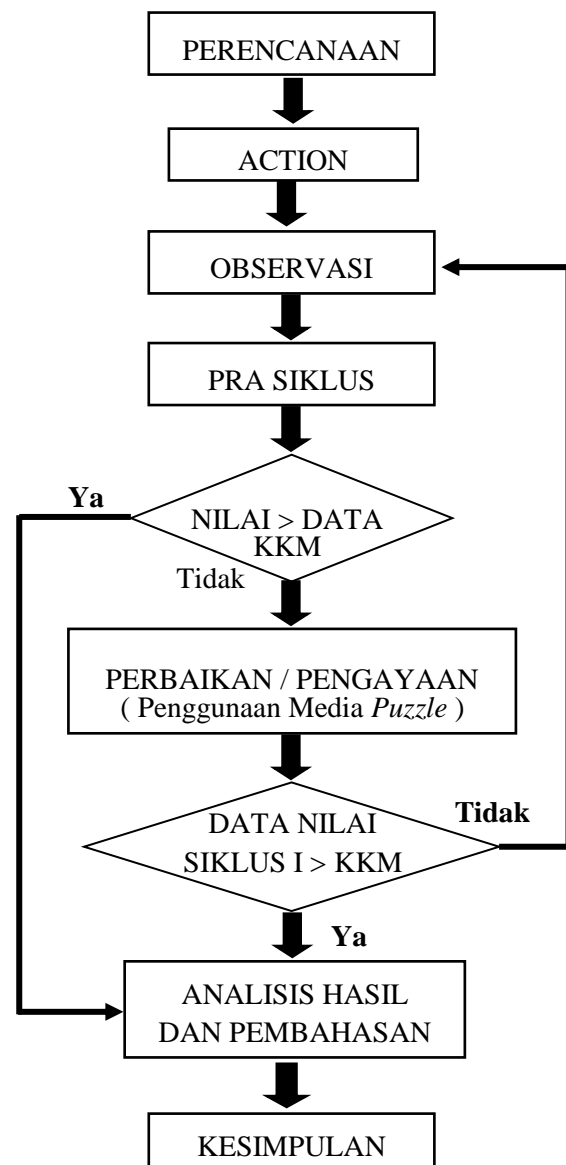 PERENCANAAN
ACTION
OBSERVASI
PRA SIKLUS
Ya
NILAI > DATA
KKM
Tidak
PERBAIKAN / PENGAYAAN
( Penggunaan Media Puzzle )
DATA NILAI
SIKLUS I > KKM
Tidak
Ya
ANALISIS HASIL
DAN PEMBAHASAN
KESIMPULAN